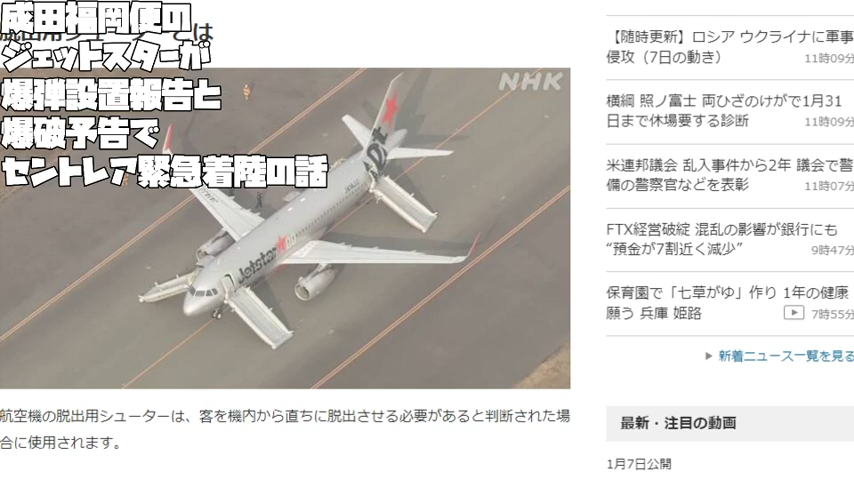 成田福岡便の
ジェットスターが
爆弾設置報告と
爆破予告で
セントレア緊急着陸の話
とは
NHK
Jetstar
航空機の脱出用シューターは、客を機内から直ちに脱出させる必要があると判断された場
合に使用されます。
【随時更新】ロシア ウクライナに軍事
侵攻（7日の動き）
11時09分
横綱 照ノ富士 両ひざのけがで1月31
日まで休場要する診断
11時09分
米連邦議会 乱入事件から2年 議会で警
備の警察官などを表彰
11時07分
FTX経営破綻 混乱の影響が銀行にも
“預金が7割近く減少”
9時47分
保育園で「七草がゆ」作り 1年の健康
願う 兵庫 姫路
7時55分
新着ニュース一覧を見る
最新・注目の動画
1月7日公開